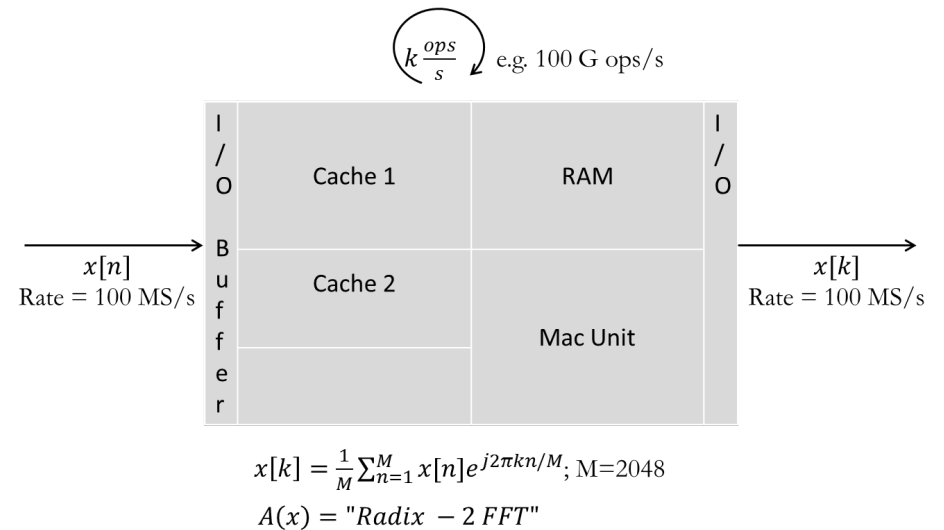 k ops/s e.g. 100 G ops/s
I/O Buffer
Cache 1
RAM
I/O
x[n]
Rate = 100 MS/s
Cache 2
x[k]
Rate = 100 MS/s
Mac Unit
x[k] = 1/M ∑_{n=1}^{M} x[n]e^{j2πkn/M}; M=2048
A(x) = "Radix − 2 FFT"